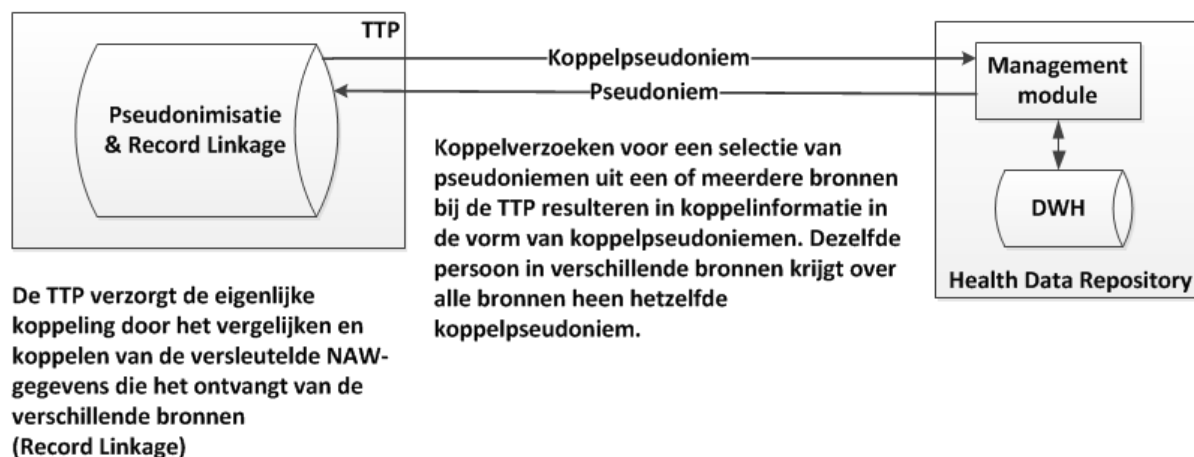 TTP
Pseudonimisatie
& Record Linkage
Koppelpseudoniem
Pseudoniem
Management
module
DWH
Health Data Repository
Koppelverzoeken voor een selectie van
pseudoniemen uit een of meerdere bronnen
bij de TTP resulteren in koppelinformatie in
de vorm van koppelpseudoniemen. Dezelfde
persoon in verschillende bronnen krijgt over
alle bronnen heen hetzelfde
koppelpseudoniem.
De TTP verzorgt de eigenlijke
koppeling door het vergelijken en
koppelen van de versleutelde NAW-
gegevens die het ontvangt van de
verschillende bronnen
(Record Linkage)